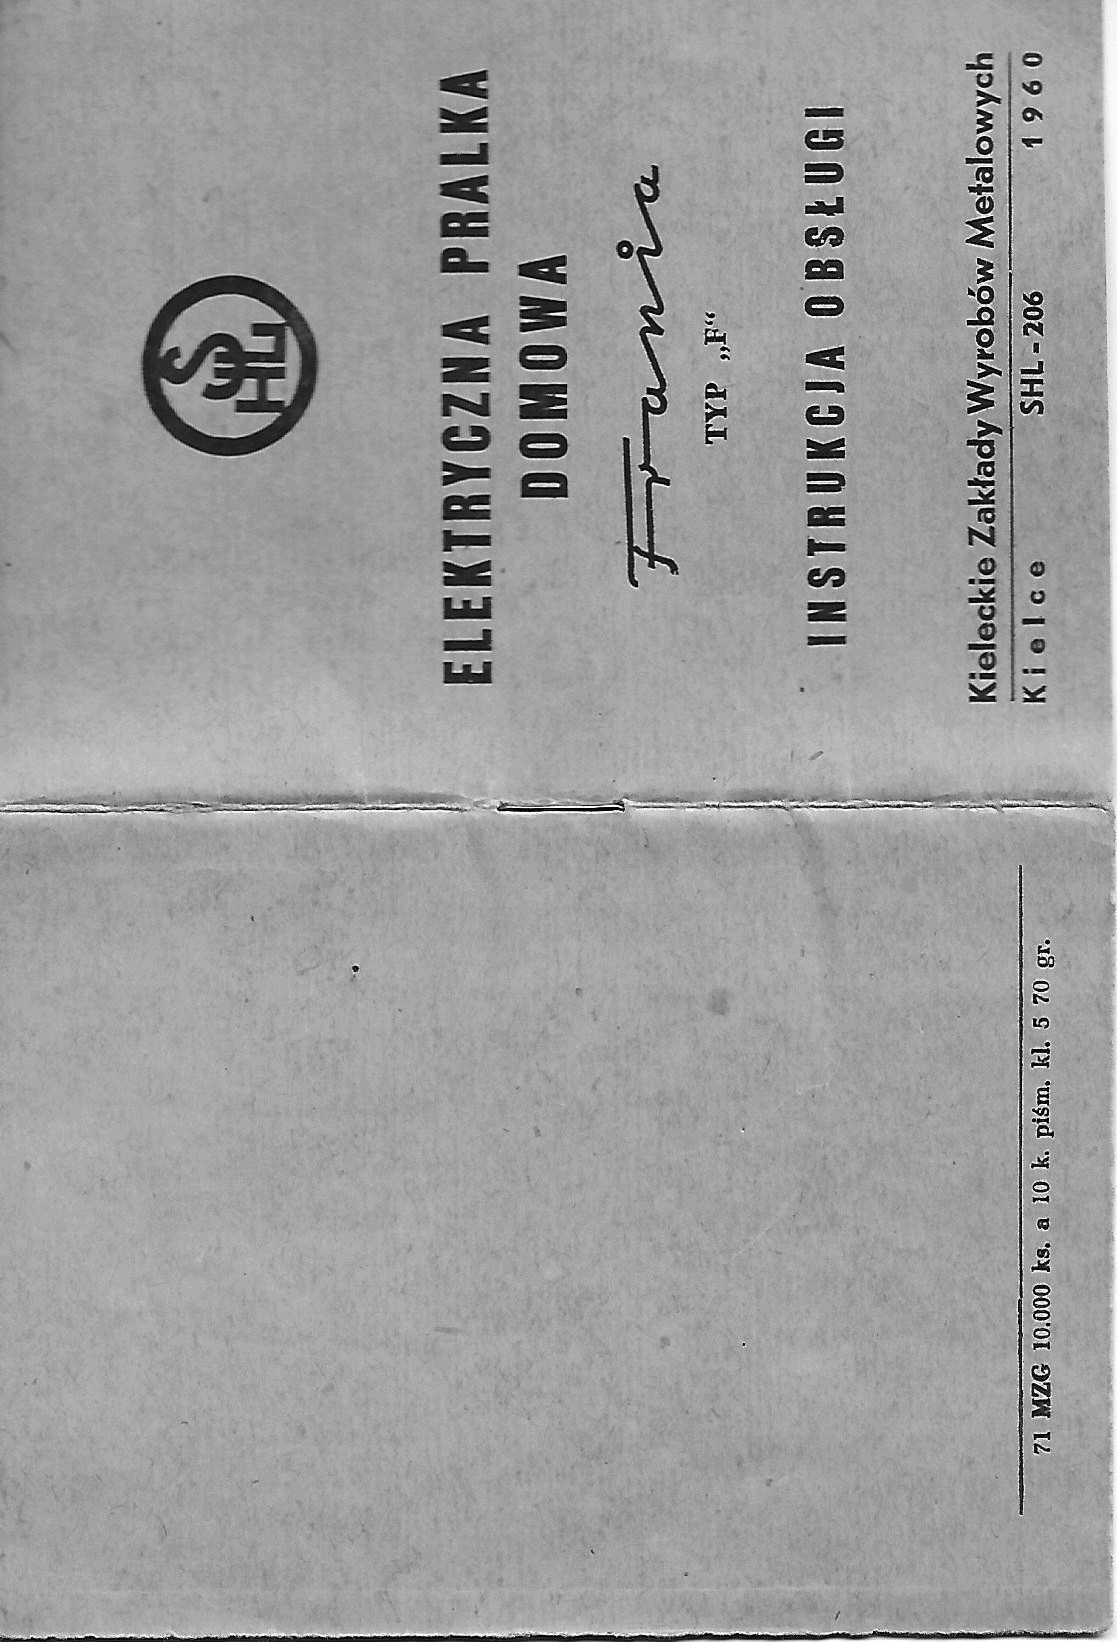 SHL
ELEKTRYCZNA PRALKA
DOMOWA
Frania
TYP „F“
INSTRUKCJA OBSŁUGI
Kieleckie Zakłady Wyrobów Metalowych
Kielce SHL-206 1960
71 MZG 10.000 ks. a 10 k. piśm. kl. 5 70 gr.